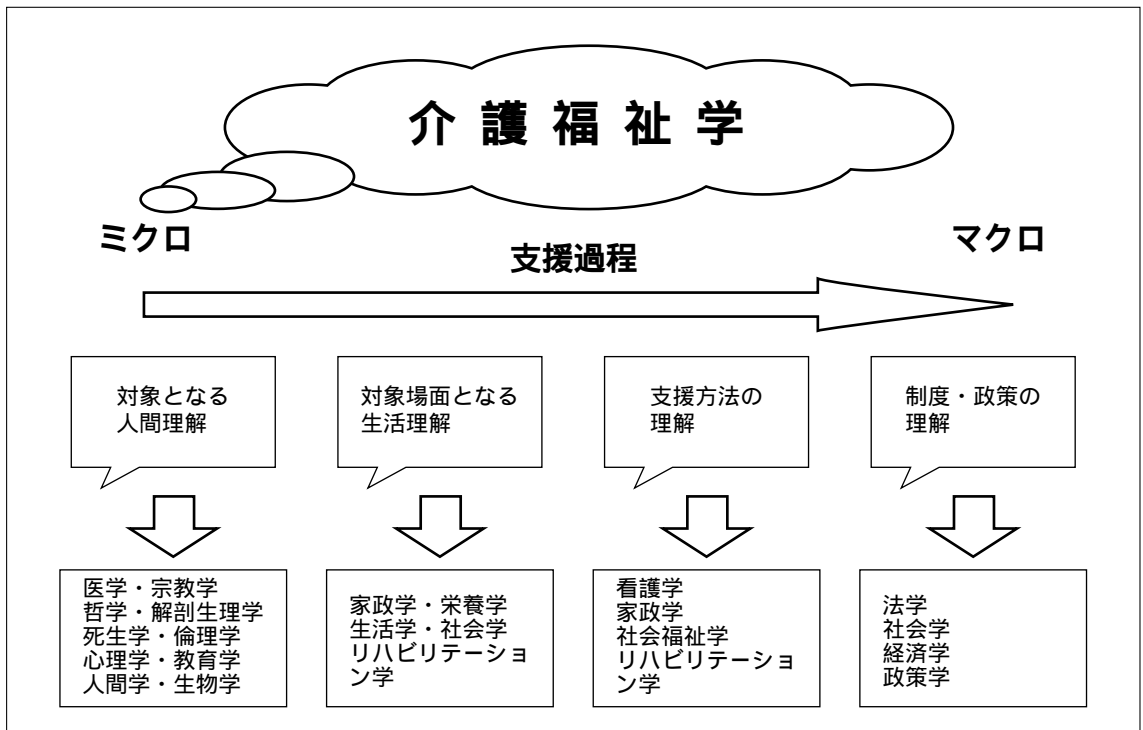 介護福祉学
ミクロ
マクロ
支援過程
対象となる
人間理解
対象場面となる
生活理解
支援方法の
理解
制度・政策の
理解
医学・宗教学
哲学・解剖生理学
死生学・倫理学
心理学・教育学
人間学・生物学
家政学・栄養学
生活学・社会学
リハビリテーショ
ン学
看護学
家政学
社会福祉学
リハビリテーショ
ン学
法学
社会学
経済学
政策学